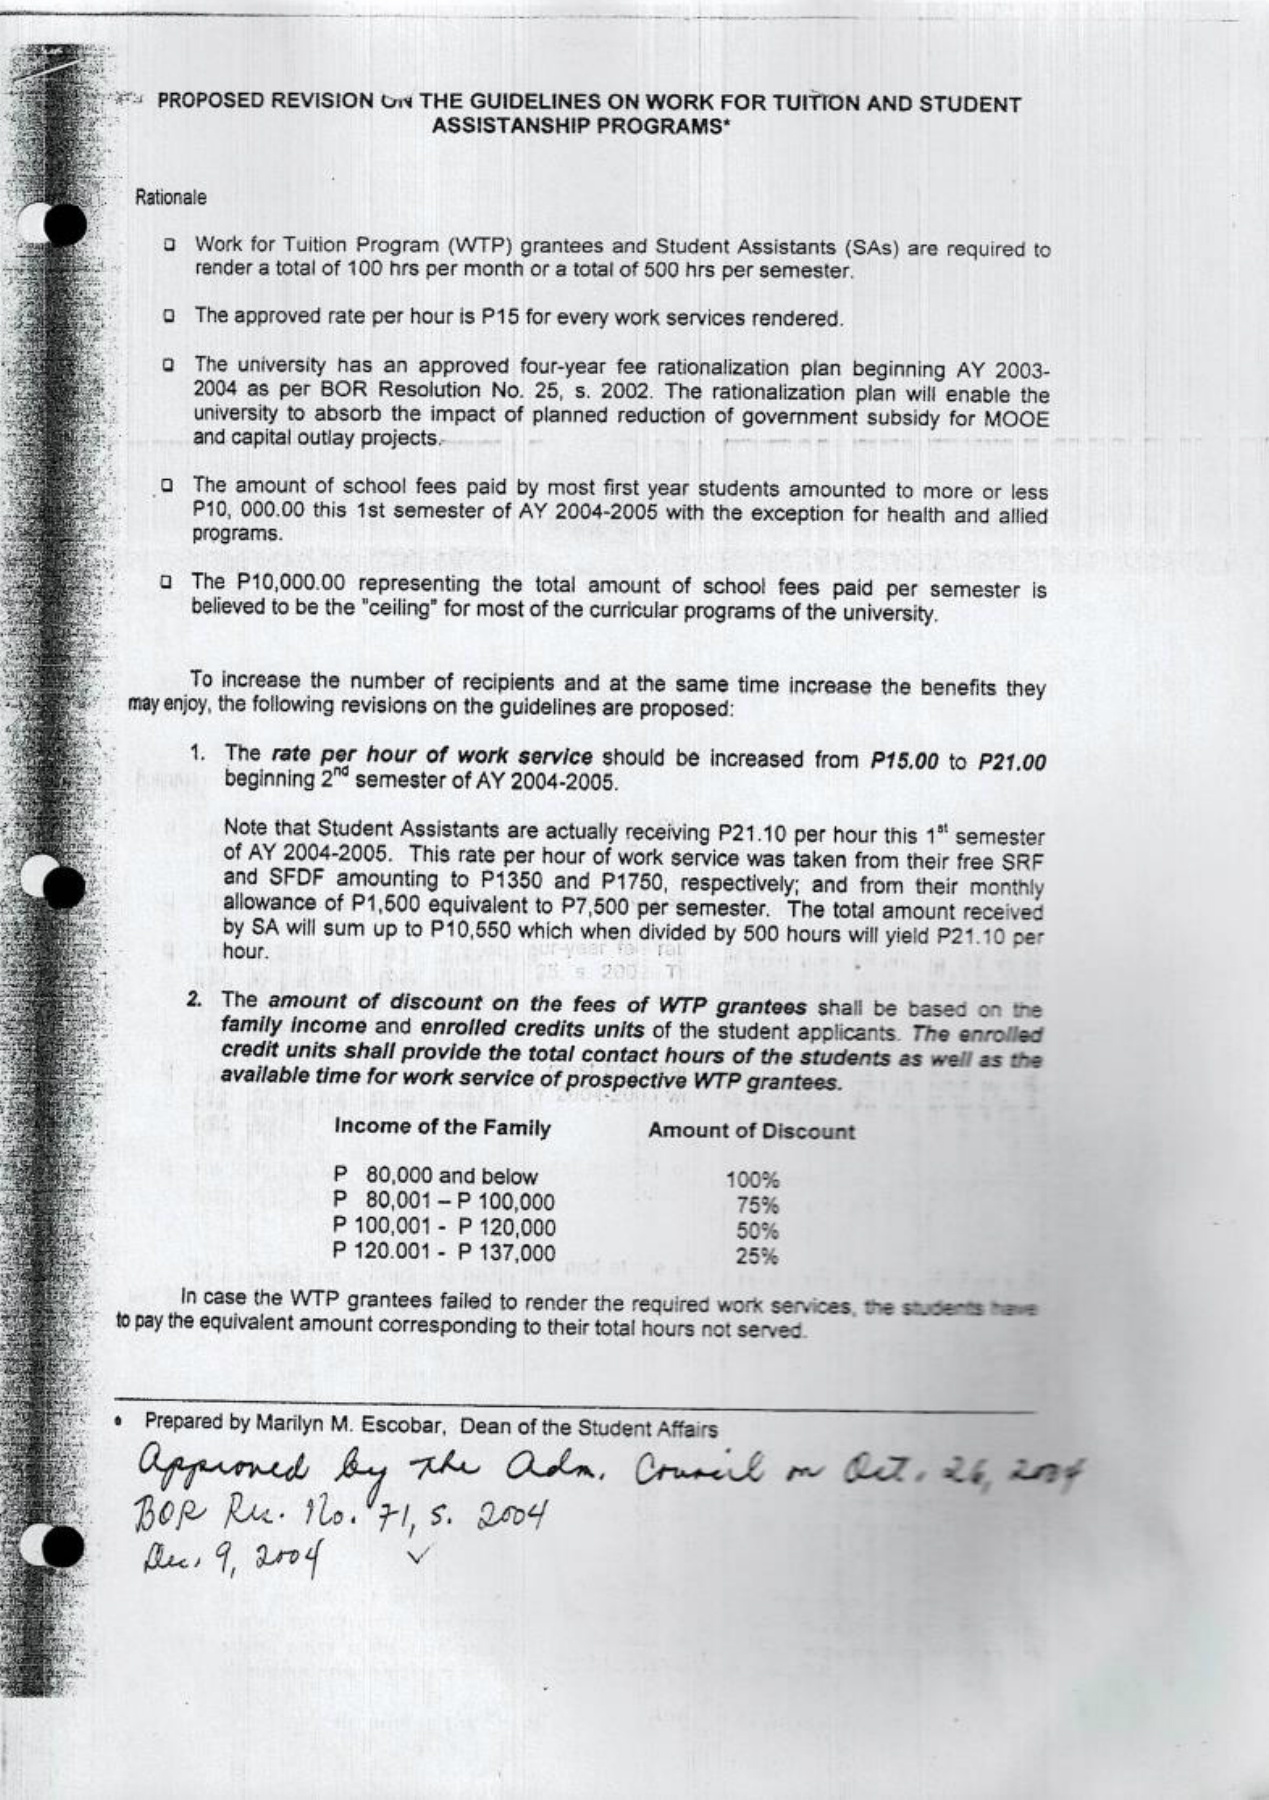 PROPOSED REVISION ON THE GUIDELINES ON WORK FOR TUITION AND STUDENT
ASSISTANSHIP PROGRAMS*
Rationale
❑ Work for Tuition Program (WTP) grantees and Student Assistants (SAs) are required to
render a total of 100 hrs per month or a total of 500 hrs per semester.
❑ The approved rate per hour is P15 for every work services rendered.
❑ The university has an approved four-year fee rationalization plan beginning AY 2003-
2004 as per BOR Resolution No. 25, s. 2002. The rationalization plan will enable the
university to absorb the impact of planned reduction of government subsidy for MOOE
and capital outlay projects.
❑ The amount of school fees paid by most first year students amounted to more or less
P10, 000.00 this 1st semester of AY 2004-2005 with the exception for health and allied
programs.
❑ The P10,000.00 representing the total amount of school fees paid per semester is
believed to be the "ceiling" for most of the curricular programs of the university.
To increase the number of recipients and at the same time increase the benefits they
may enjoy, the following revisions on the guidelines are proposed:
1. The rate per hour of work service should be increased from P15.00 to P21.00
beginning 2nd semester of AY 2004-2005.
Note that Student Assistants are actually receiving P21.10 per hour this 1st semester
of AY 2004-2005. This rate per hour of work service was taken from their free SRF
and SFDF amounting to P1350 and P1750, respectively; and from their monthly
allowance of P1,500 equivalent to P7,500 per semester. The total amount received
by SA will sum up to P10,550 which when divided by 500 hours will yield P21.10 per
hour.
2. The amount of discount on the fees of WTP grantees shall be based on the
family income and enrolled credits units of the student applicants. The enrolled
credit units shall provide the total contact hours of the students as well as the
available time for work service of prospective WTP grantees.
Income of the Family Amount of Discount
P 80,000 and below 100%
P 80,001 – P 100,000 75%
P 100,001 - P 120,000 50%
P 120.001 - P 137,000 25%
In case the WTP grantees failed to render the required work services, the students have
to pay the equivalent amount corresponding to their total hours not served.
• Prepared by Marilyn M. Escobar, Dean of the Student Affairs
Approved by the Adm. Council on Oct. 26, 2004
BOR Res. No. 71, s. 2004
Dec. 9, 2004 ✓